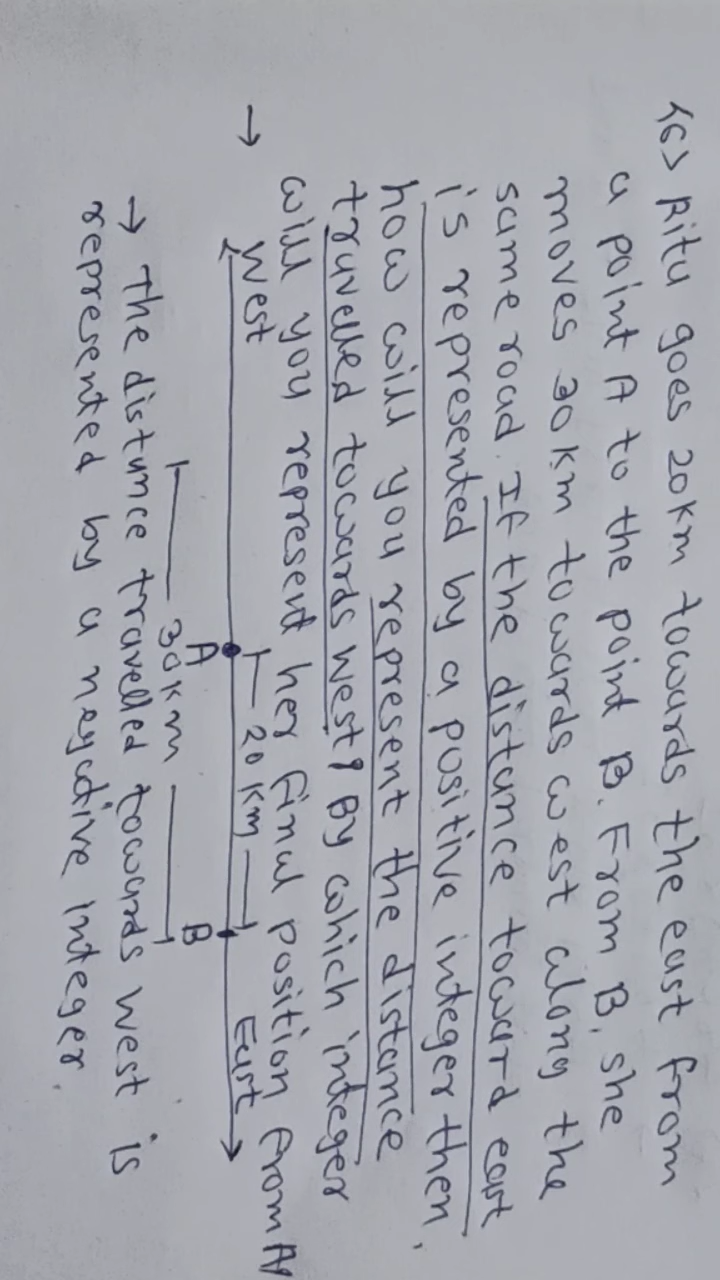 <6> Ritu goes 20km towards the east from
a point A to the point B. From B, she
moves 30km towards west along the
same road. If the distance toward east
is represented by a positive integer then,
how will you represent the distance
travelled towards west? By which integer
will you represent her final position from A?
→
West East
20 km
A B
30km
→ The distance travelled towards west is
represented by a negative integer.